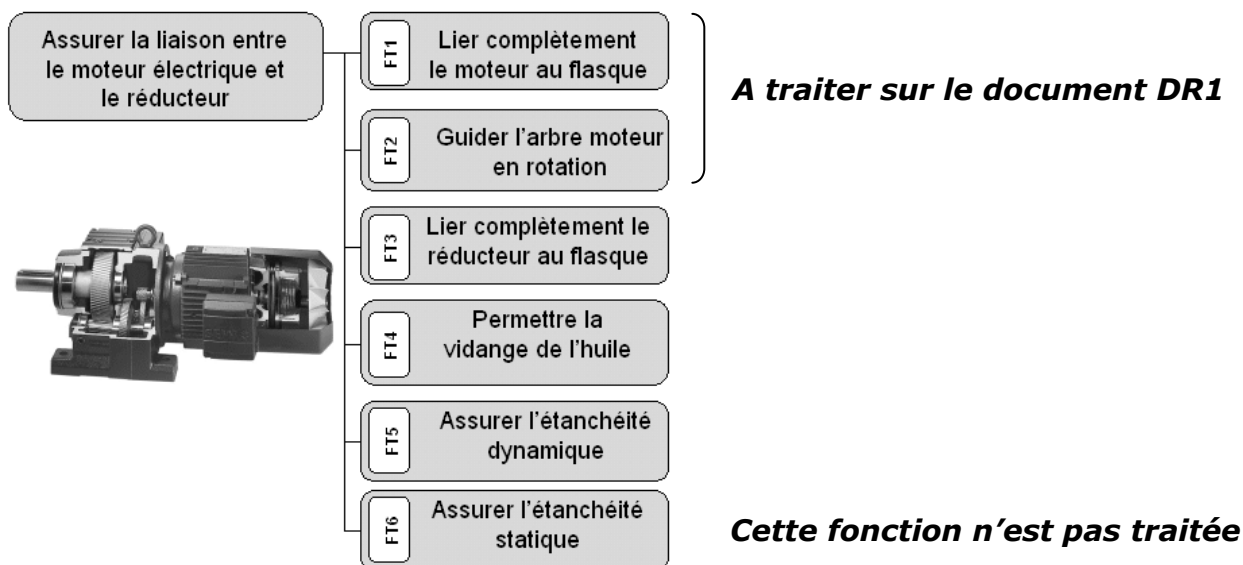 Assurer la liaison entre
le moteur électrique et
le réducteur
FT1
Lier complètement
le moteur au flasque
A traiter sur le document DR1
FT2
Guider l'arbre moteur
en rotation
FT3
Lier complètement le
réducteur au flasque
FT4
Permettre la
vidange de l'huile
FT5
Assurer l'étanchéité
dynamique
FT6
Assurer l'étanchéité
statique
Cette fonction n'est pas traitée